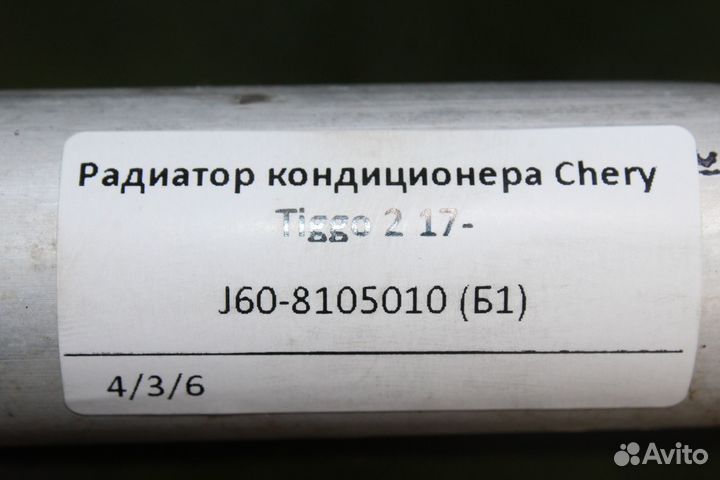 Радиатор кондиционера Chery
Tiggo 2 17-
J60-8105010 (Б1)
4/3/6
Avito